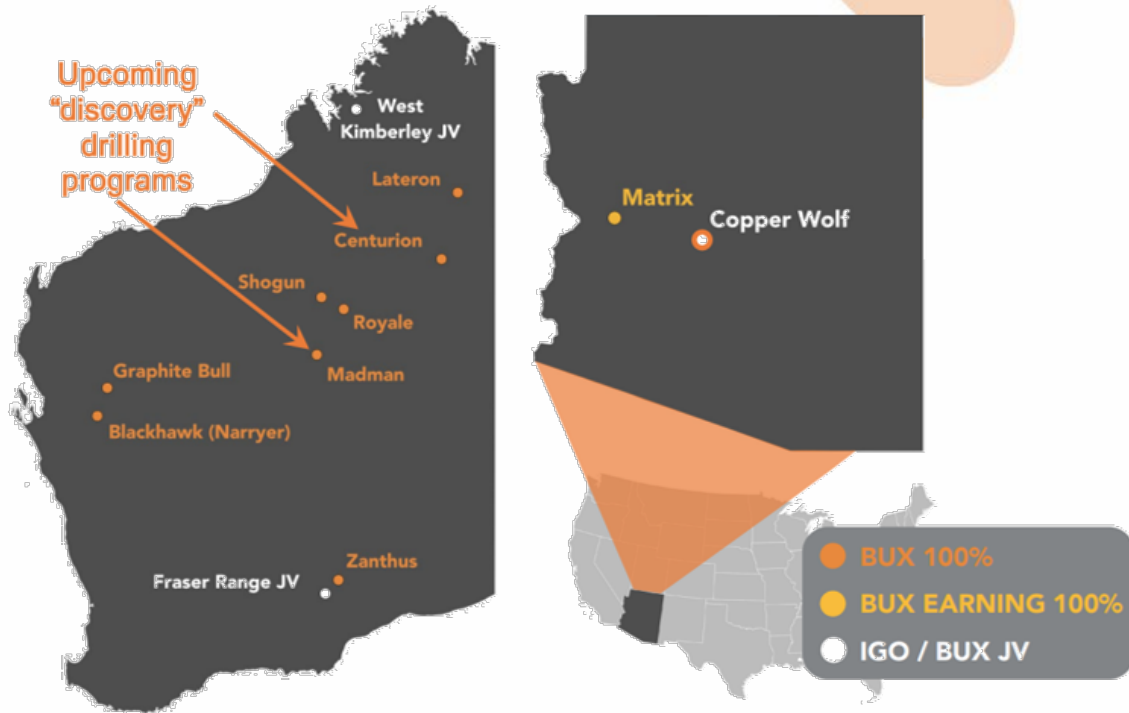 Upcoming
“discovery”
drilling
programs
West
Kimberley JV
Lateron
Centurion
Shogun
Royale
Madman
Graphite Bull
Blackhawk (Narryer)
Zanthus
Fraser Range JV
Matrix
Copper Wolf
BUX 100%
BUX EARNING 100%
IGO / BUX JV